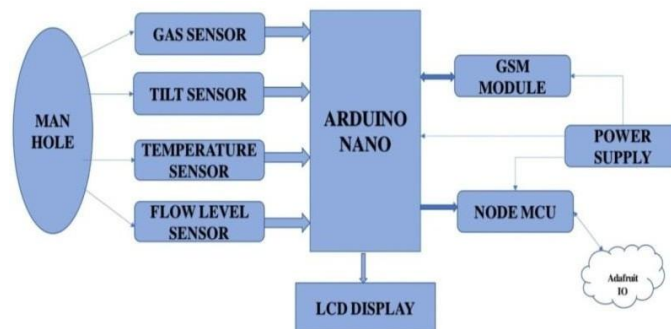 MAN
HOLE
GAS SENSOR
TILT SENSOR
TEMPERATURE
SENSOR
FLOW LEVEL
SENSOR
ARDUINO
NANO
GSM
MODULE
POWER
SUPPLY
NODE MCU
Adafruit
IO
LCD DISPLAY